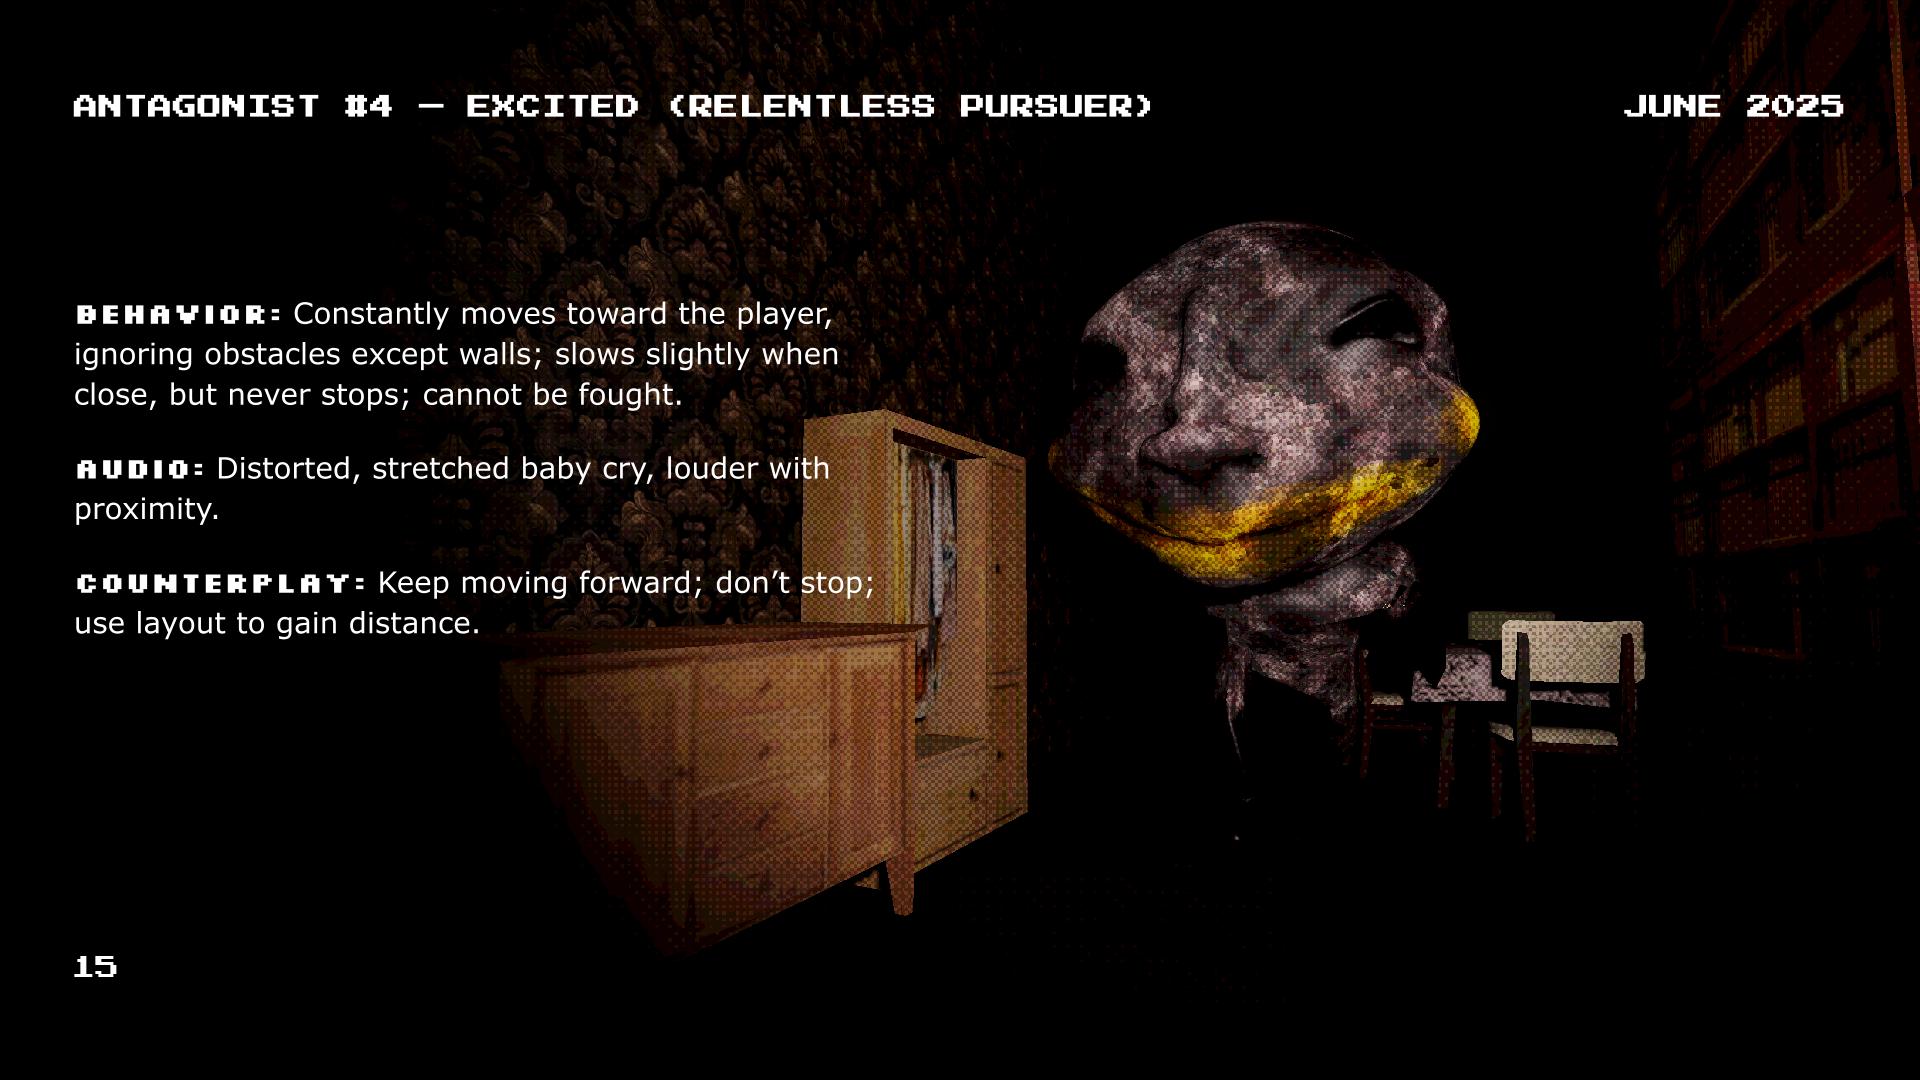 ANTAGONIST #4 — EXCITED (RELENTLESS PURSUER)
JUNE 2025
BEHAVIOR: Constantly moves toward the player,
ignoring obstacles except walls; slows slightly when
close, but never stops; cannot be fought.
AUDIO: Distorted, stretched baby cry, louder with
proximity.
COUNTERPLAY: Keep moving forward; don’t stop;
use layout to gain distance.
15